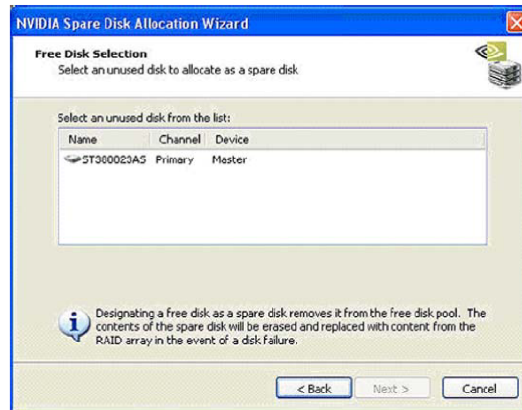 NVIDIA Spare Disk Allocation Wizard
Free Disk Selection
Select an unused disk to allocate as a spare disk
Select an unused disk from the list:
Name Channel Device
ST380023AS Primary Master
Designating a free disk as a spare disk removes it from the free disk pool. The
contents of the spare disk will be erased and replaced with content from the
RAID array in the event of a disk failure.
< Back Next > Cancel